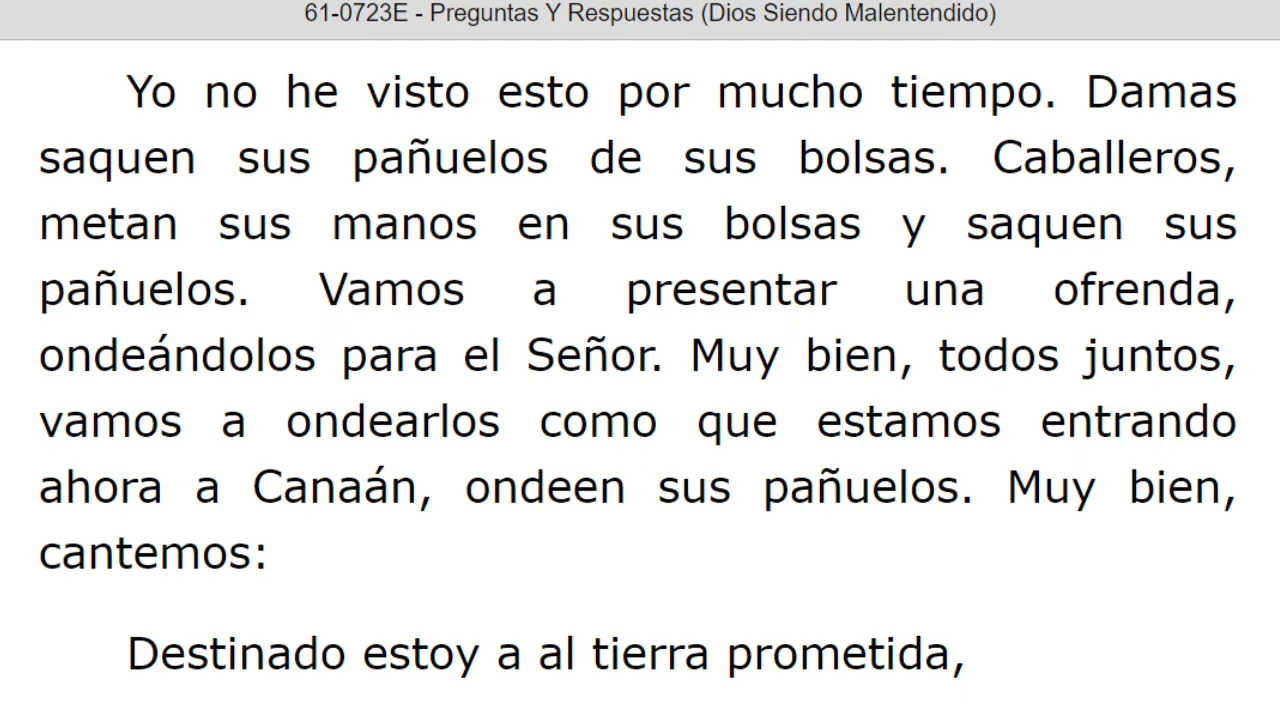 61-0723E - Preguntas Y Respuestas (Dios Siendo Malentendido)
Yo no he visto esto por mucho tiempo. Damas
saquen sus pañuelos de sus bolsas. Caballeros,
metan sus manos en sus bolsas y saquen sus
pañuelos. Vamos a presentar una ofrenda,
ondeándolos para el Señor. Muy bien, todos juntos,
vamos a ondearlos como que estamos entrando
ahora a Canaán, ondeen sus pañuelos. Muy bien,
cantemos:
Destinado estoy a al tierra prometida,